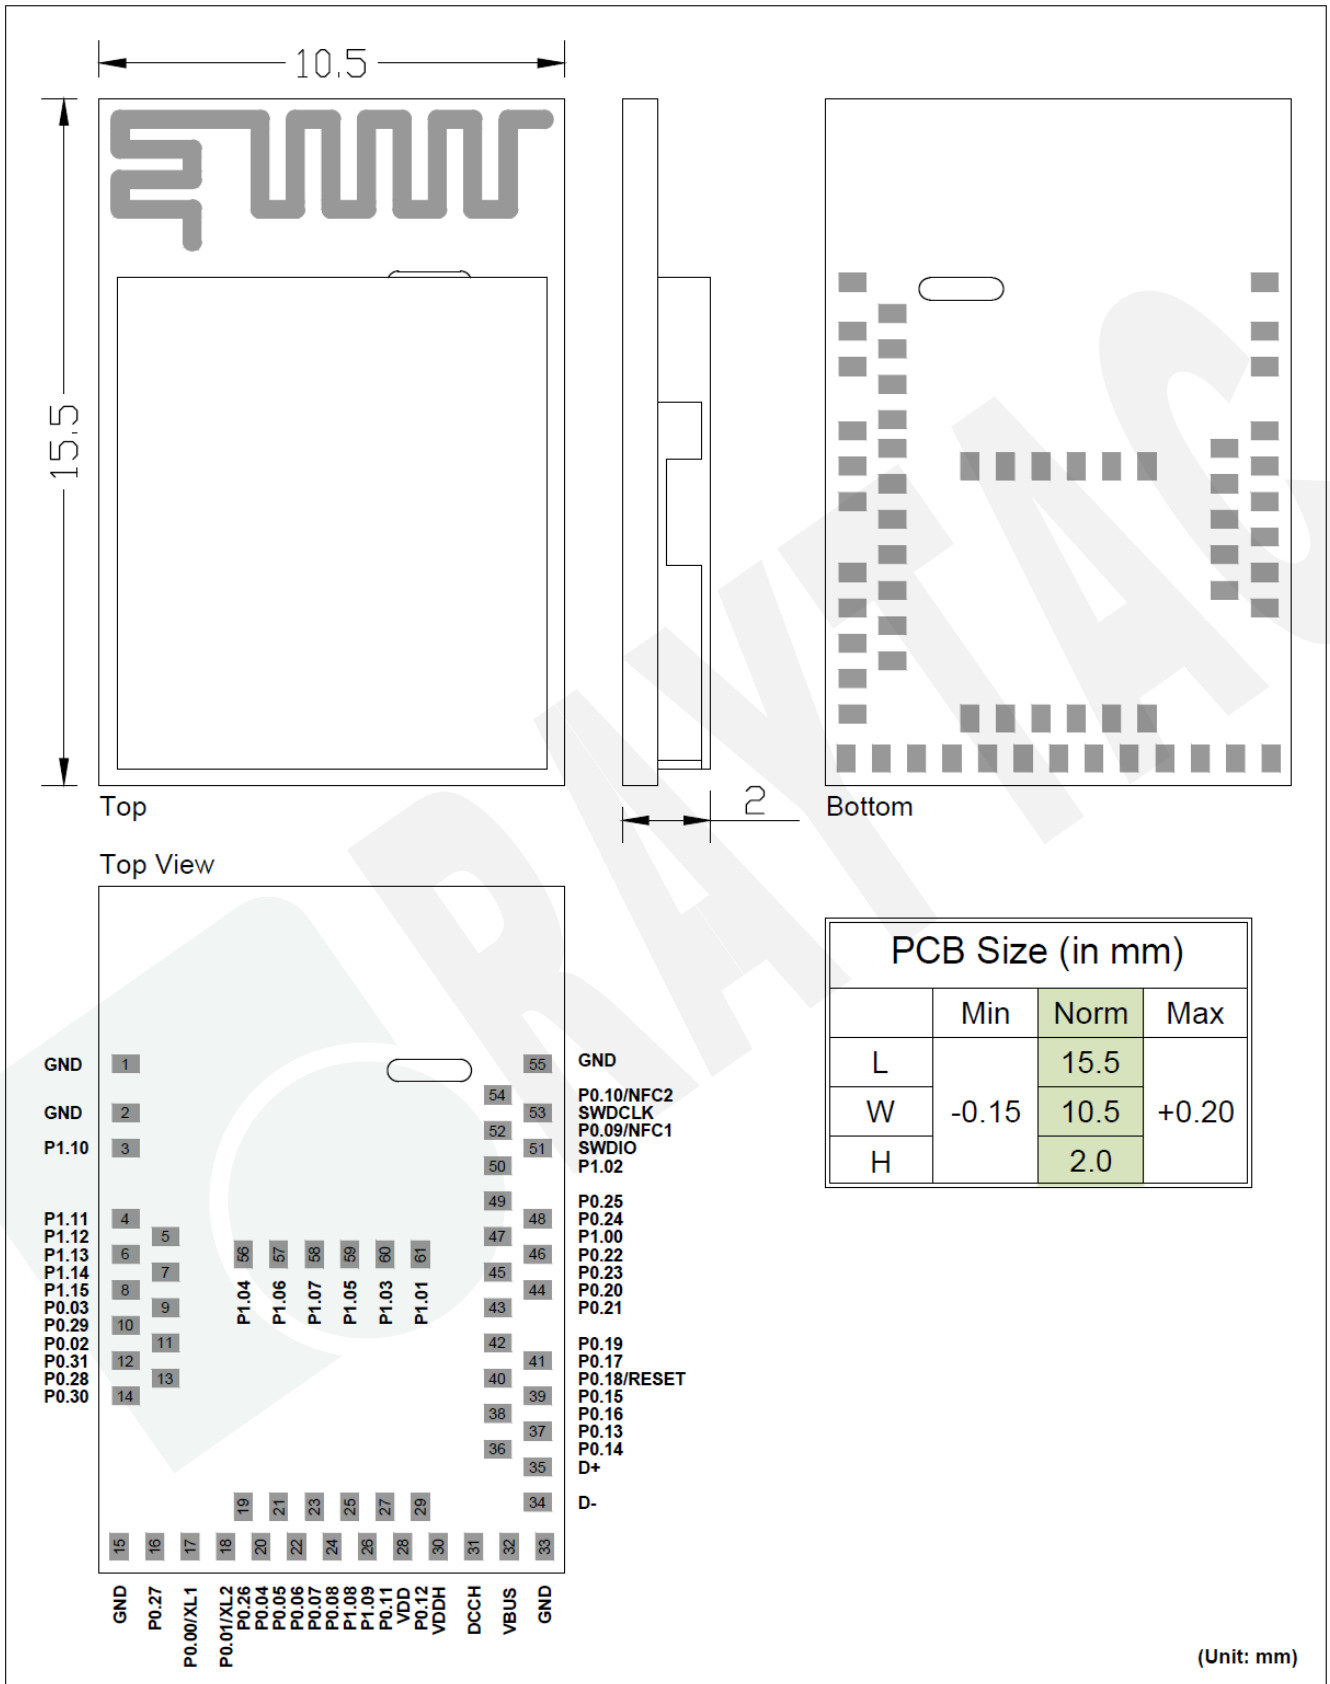 10.5
15.5
2
Top
Bottom
Top View
RAYTAC
GND 1
GND 2
P1.10 3
P1.11 4
P1.12 5
P1.13 6
P1.14 7
P1.15 8
P0.03 9
P0.29 10
P0.02 11
P0.31 12
P0.28 13
P0.30 14
55 GND
54 P0.10/NFC2
53 SWDCLK
52 P0.09/NFC1
51 SWDIO
50 P1.02
49 P0.25
48 P0.24
47 P1.00
46 P0.22
45 P0.23
44 P0.20
43 P0.21
42 P0.19
41 P0.17
40 P0.18/RESET
39 P0.15
38 P0.16
37 P0.13
36 P0.14
35 D+
34 D-
56 57 58 59 60 61
P1.04 P1.06 P1.07 P1.05 P1.03 P1.01
19 21 23 25 27 29
15 16 17 18 20 22 24 26 28 30 31 32 33
GND P0.27 P0.00/XL1 P0.01/XL2 P0.26 P0.04 P0.05 P0.06 P0.07 P0.08 P1.08 P1.09 P0.11 VDD P0.12 VDDH DCCH VBUS GND
PCB Size (in mm)
Min Norm Max
L 15.5
W -0.15 10.5 +0.20
H 2.0
(Unit: mm)